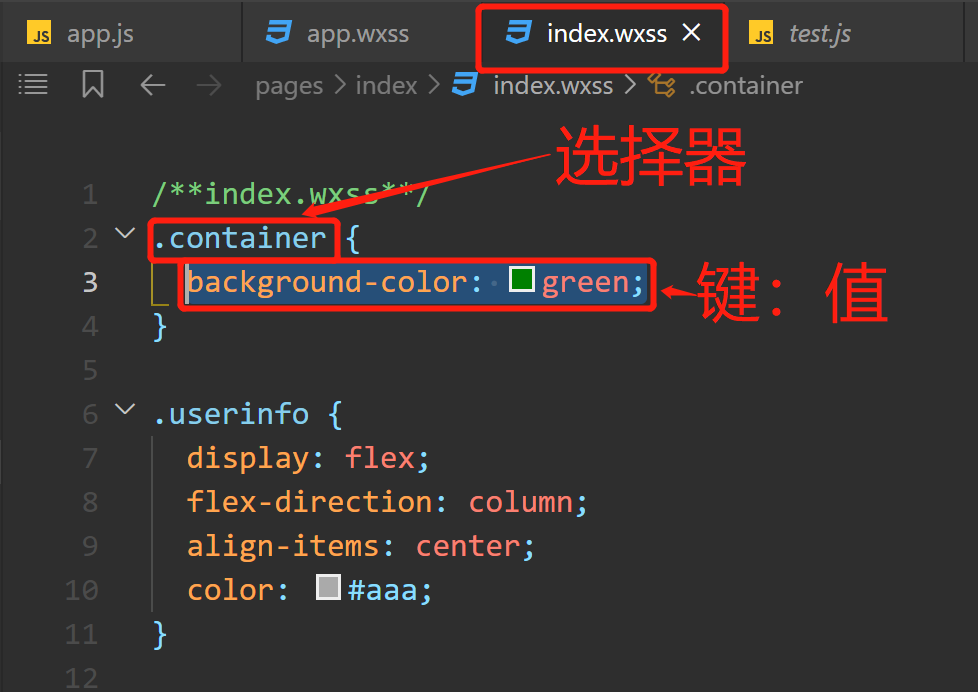 JS app.js app.wxss index.wxss × JS test.js
pages > index > index.wxss > .container
选择器
1 /**index.wxss**/
2 .container {
3 background-color: green;
键：值
4 }
5
6 .userinfo {
7 display: flex;
8 flex-direction: column;
9 align-items: center;
10 color: #aaa;
11 }
12